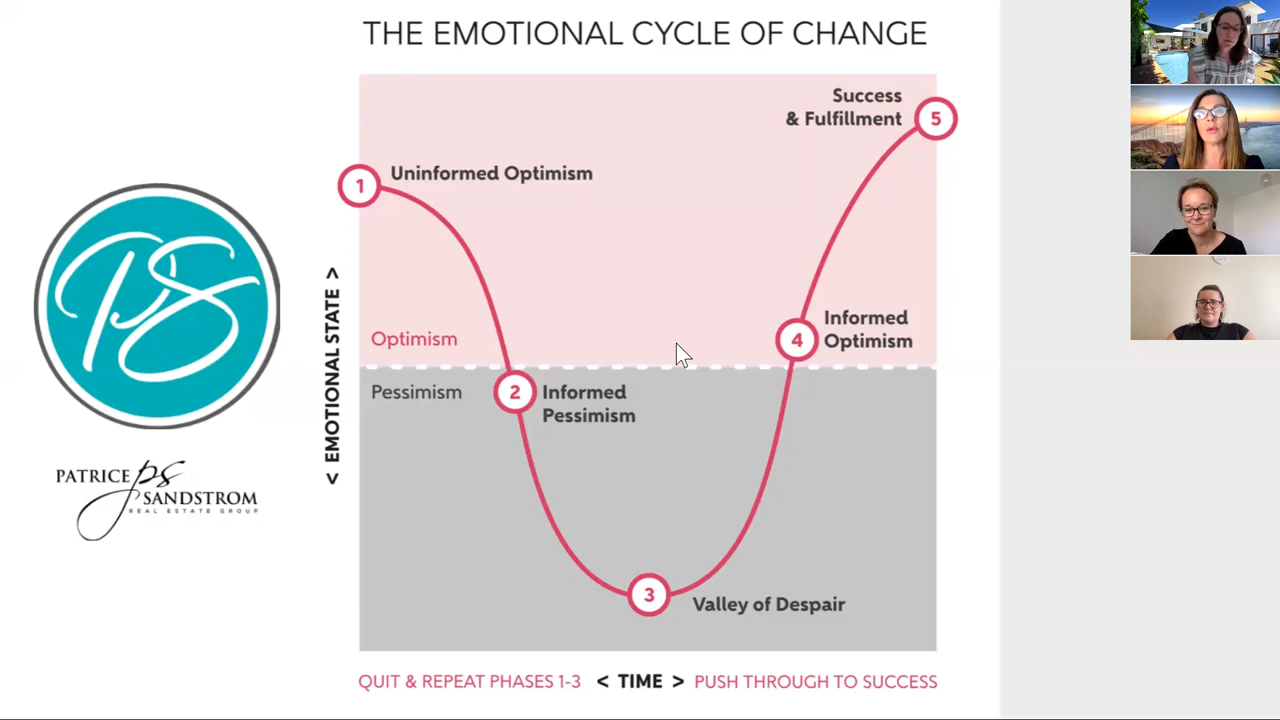 THE EMOTIONAL CYCLE OF CHANGE
Success
& Fulfillment
5
1
Uninformed Optimism
PS
< EMOTIONAL STATE >
Optimism
Informed
Optimism
4
Pessimism
2
Informed
Pessimism
PATRICE ps
SANDSTROM
REAL ESTATE GROUP
3
Valley of Despair
QUIT & REPEAT PHASES 1-3 < TIME > PUSH THROUGH TO SUCCESS